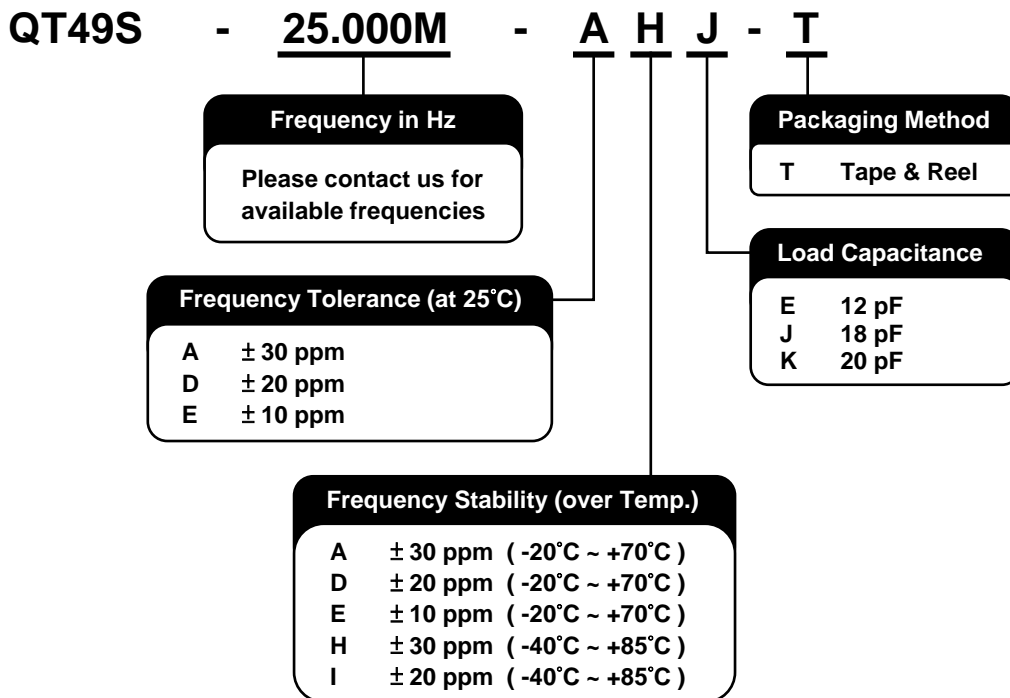 QT49S - 25.000M - A H J - T
Frequency in Hz
Please contact us for
available frequencies
Packaging Method
T Tape & Reel
Load Capacitance
E 12 pF
J 18 pF
K 20 pF
Frequency Tolerance (at 25°C)
A ± 30 ppm
D ± 20 ppm
E ± 10 ppm
Frequency Stability (over Temp.)
A ± 30 ppm ( -20°C ~ +70°C )
D ± 20 ppm ( -20°C ~ +70°C )
E ± 10 ppm ( -20°C ~ +70°C )
H ± 30 ppm ( -40°C ~ +85°C )
I ± 20 ppm ( -40°C ~ +85°C )